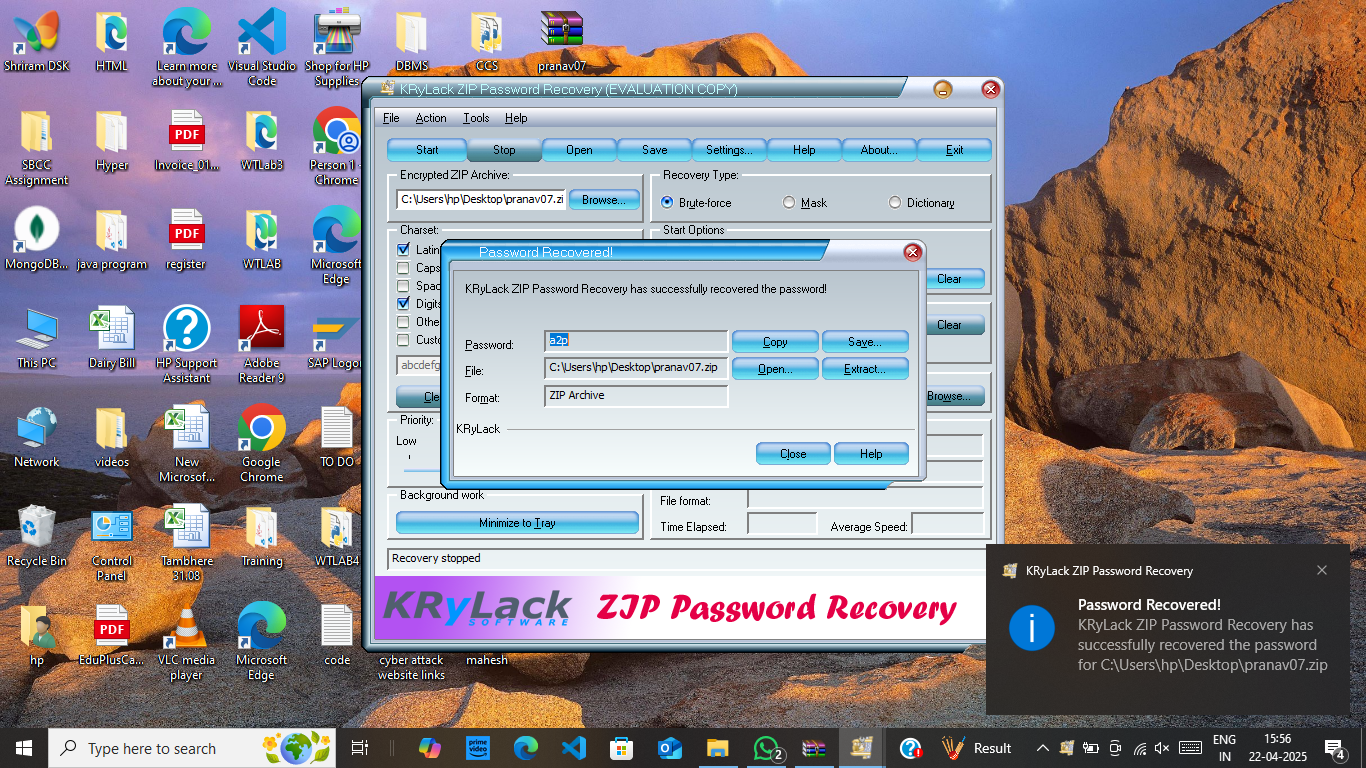 Shriram DSK
HTML
Learn more
about your ...
Visual Studio
Code
Shop for HP
Supplies
DBMS
CCS
pranav07
SBCC
Assignment
Hyper
PDF
Invoice_01...
WTLab3
Person 1 -
Chrome
MongoDB...
java program
PDF
register
WTLAB
Microsoft
Edge
This PC
Dairy Bill
HP Support
Assistant
Adobe
Reader 9
SAP Logon
Network
videos
New
Microsof...
Google
Chrome
TO DO
Recycle Bin
Control
Panel
Tambhere
31.08
Training
WTLAB4
hp
PDF
EduPlusCa...
VLC media
player
Microsoft
Edge
code
cyber attack
website links
mahesh
KRyLack ZIP Password Recovery (EVALUATION COPY)
File Action Tools Help
Start Stop Open Save Settings... Help About... Exit
Encrypted ZIP Archive:
C:\Users\hp\Desktop\pranav07.zi Browse...
Recovery Type:
Brute-force Mask Dictionary
Charset:
Start Options
Latin
Caps
Spac
Digits
Othe
Custo
abcdefg
Clear
Clear
Browse...
Priority:
Low
Background work
Minimize to Tray
File format:
Time Elapsed: Average Speed:
Recovery stopped
KRyLack
SOFTWARE
ZIP Password Recovery
Password Recovered!
KRyLack ZIP Password Recovery has successfully recovered the password!
Password: a2p Copy Save...
File: C:\Users\hp\Desktop\pranav07.zip Open... Extract...
Format: ZIP Archive
KRyLack
Close Help
KRyLack ZIP Password Recovery
Password Recovered!
KRyLack ZIP Password Recovery has
successfully recovered the password
for C:\Users\hp\Desktop\pranav07.zip
Type here to search
prime
video
2
Result
ENG
IN
15:56
22-04-2025
4